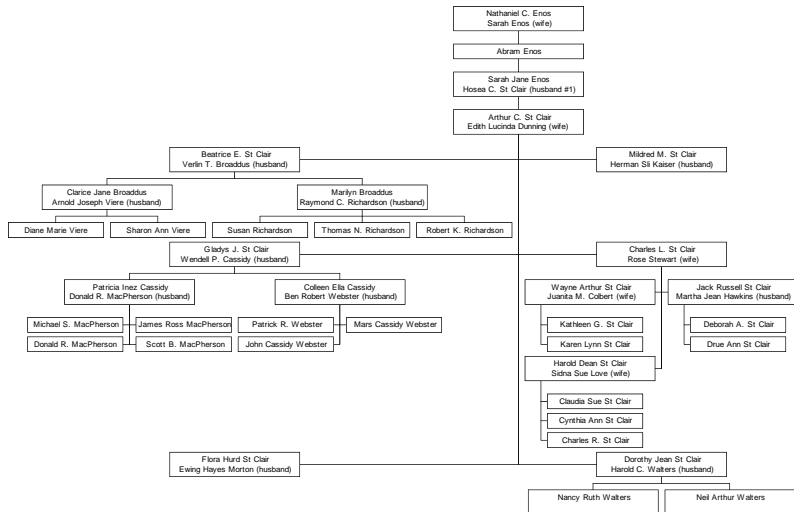 Nathaniel C. Enos
Sarah Enos (wife)
Abram Enos
Sarah Jane Enos
Hosea C. St Clair (husband #1)
Arthur C. St Clair
Edith Lucinda Dunning (wife)
Beatrice E. St Clair
Verlin T. Broaddus (husband)
Mildred M. St Clair
Herman Sli Kaiser (husband)
Clarice Jane Broaddus
Arnold Joseph Viere (husband)
Marilyn Broaddus
Raymond C. Richardson (husband)
Diane Marie Viere
Sharon Ann Viere
Susan Richardson
Thomas N. Richardson
Robert K. Richardson
Gladys J. St Clair
Wendell P. Cassidy (husband)
Charles L. St Clair
Rose Stewart (wife)
Patricia Inez Cassidy
Donald R. MacPherson (husband)
Colleen Ella Cassidy
Ben Robert Webster (husband)
Wayne Arthur St Clair
Juanita M. Colbert (wife)
Jack Russell St Clair
Martha Jean Hawkins (husband)
Michael S. MacPherson
James Ross MacPherson
Patrick R. Webster
Mars Cassidy Webster
Kathleen G. St Clair
Deborah A. St Clair
Donald R. MacPherson
Scott B. MacPherson
John Cassidy Webster
Karen Lynn St Clair
Drue Ann St Clair
Harold Dean St Clair
Sidna Sue Love (wife)
Claudia Sue St Clair
Cynthia Ann St Clair
Charles R. St Clair
Flora Hurd St Clair
Ewing Hayes Morton (husband)
Dorothy Jean St Clair
Harold C. Walters (husband)
Nancy Ruth Walters
Neil Arthur Walters